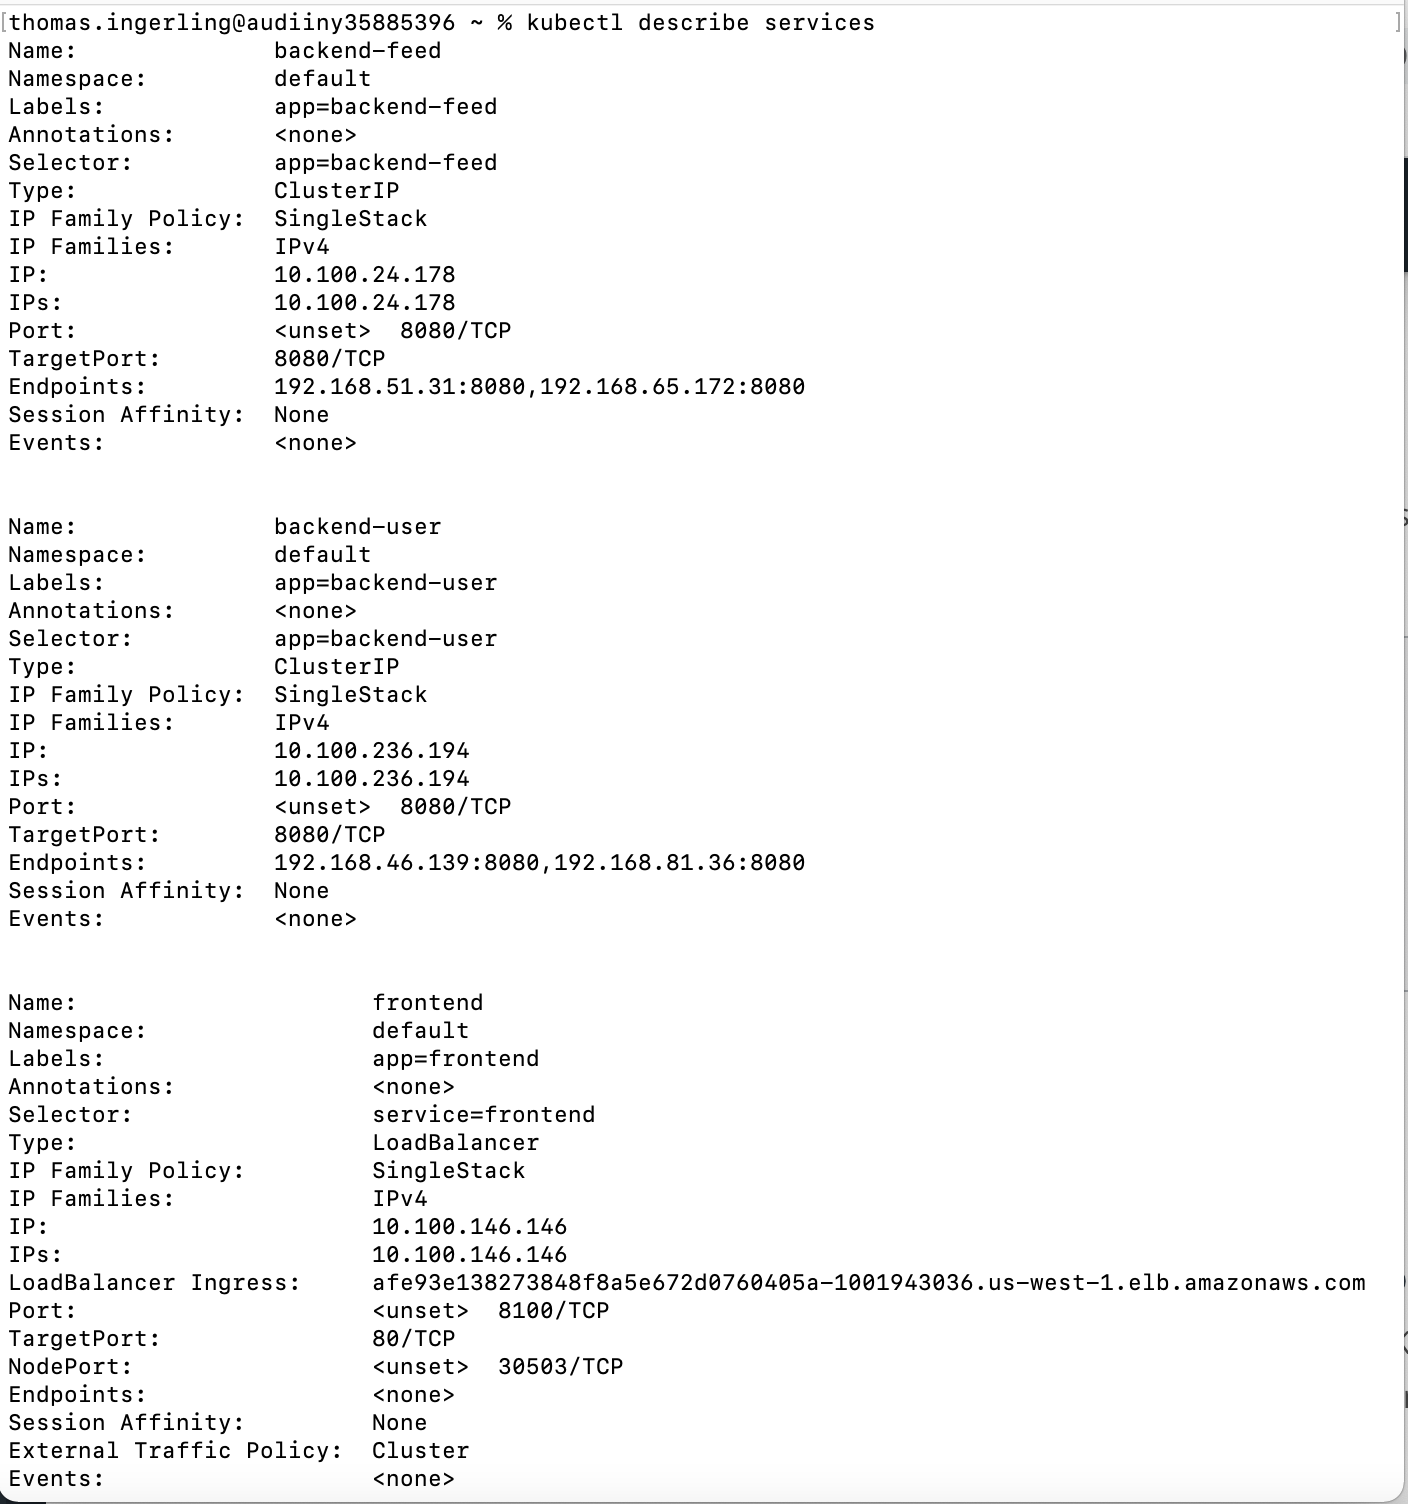 [thomas.ingerling@audiiny35885396 ~ % kubectl describe services ]
Name: backend-feed
Namespace: default
Labels: app=backend-feed
Annotations: <none>
Selector: app=backend-feed
Type: ClusterIP
IP Family Policy: SingleStack
IP Families: IPv4
IP: 10.100.24.178
IPs: 10.100.24.178
Port: <unset> 8080/TCP
TargetPort: 8080/TCP
Endpoints: 192.168.51.31:8080,192.168.65.172:8080
Session Affinity: None
Events: <none>
Name: backend-user
Namespace: default
Labels: app=backend-user
Annotations: <none>
Selector: app=backend-user
Type: ClusterIP
IP Family Policy: SingleStack
IP Families: IPv4
IP: 10.100.236.194
IPs: 10.100.236.194
Port: <unset> 8080/TCP
TargetPort: 8080/TCP
Endpoints: 192.168.46.139:8080,192.168.81.36:8080
Session Affinity: None
Events: <none>
Name: frontend
Namespace: default
Labels: app=frontend
Annotations: <none>
Selector: service=frontend
Type: LoadBalancer
IP Family Policy: SingleStack
IP Families: IPv4
IP: 10.100.146.146
IPs: 10.100.146.146
LoadBalancer Ingress: afe93e138273848f8a5e672d0760405a-1001943036.us-west-1.elb.amazonaws.com
Port: <unset> 8100/TCP
TargetPort: 80/TCP
NodePort: <unset> 30503/TCP
Endpoints: <none>
Session Affinity: None
External Traffic Policy: Cluster
Events: <none>